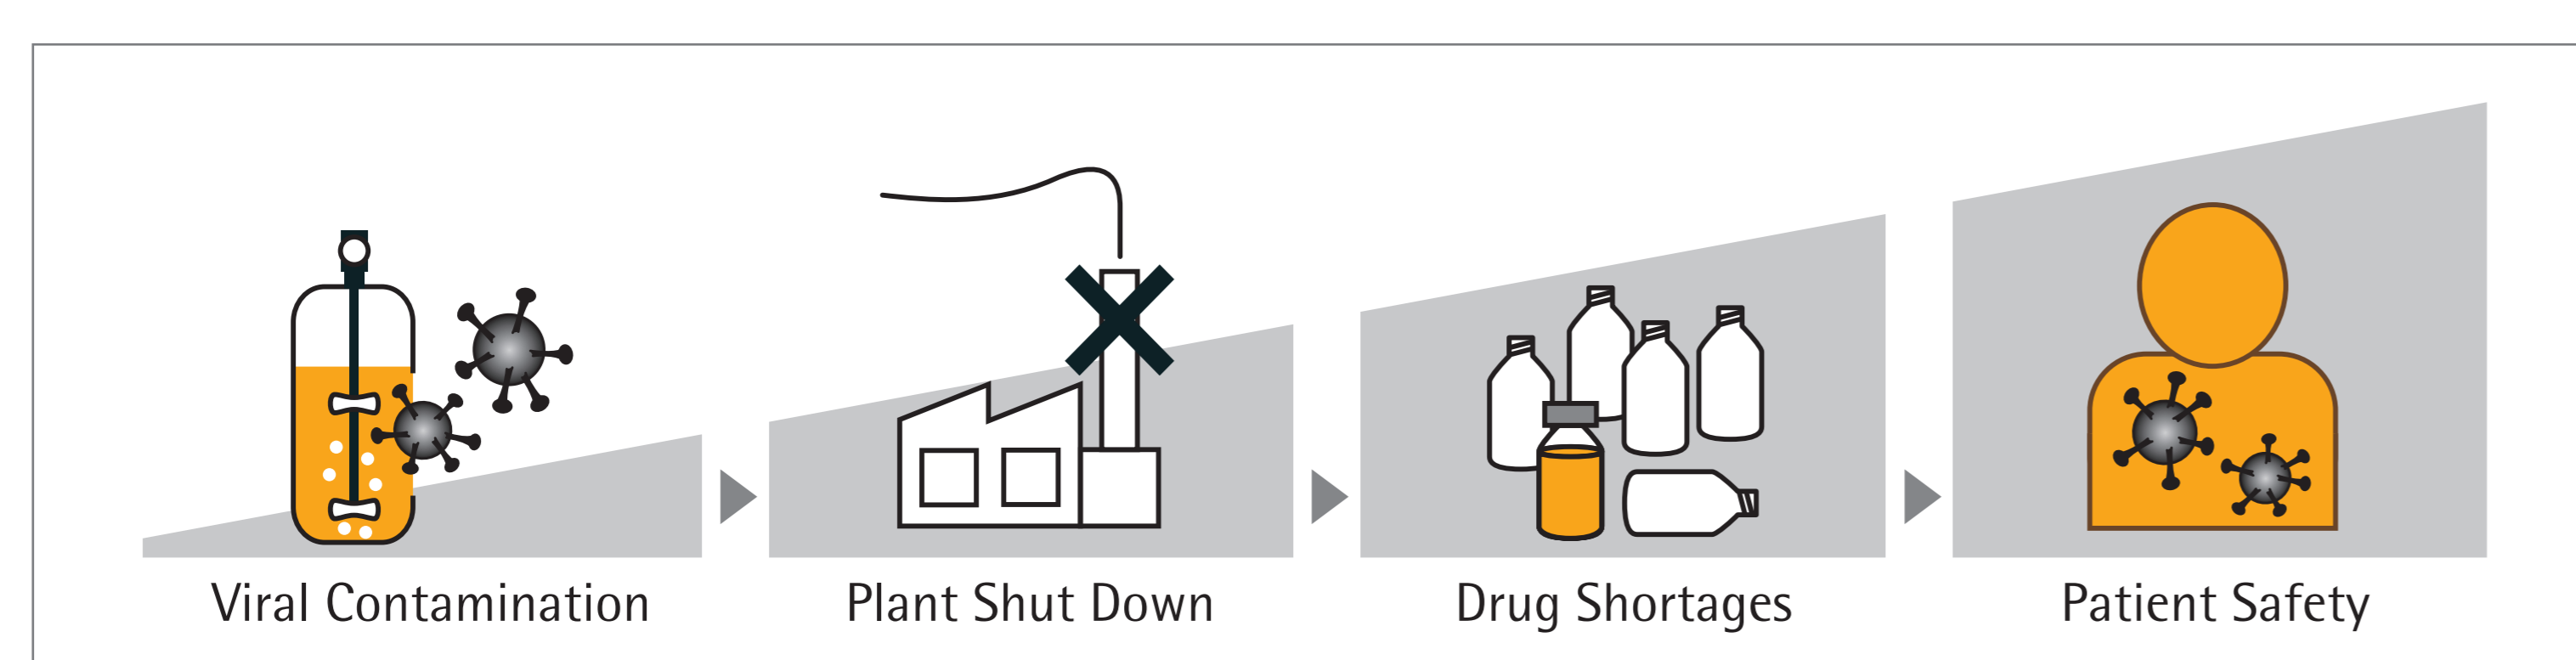 Viral Contamination
Plant Shut Down
Drug Shortages
Patient Safety